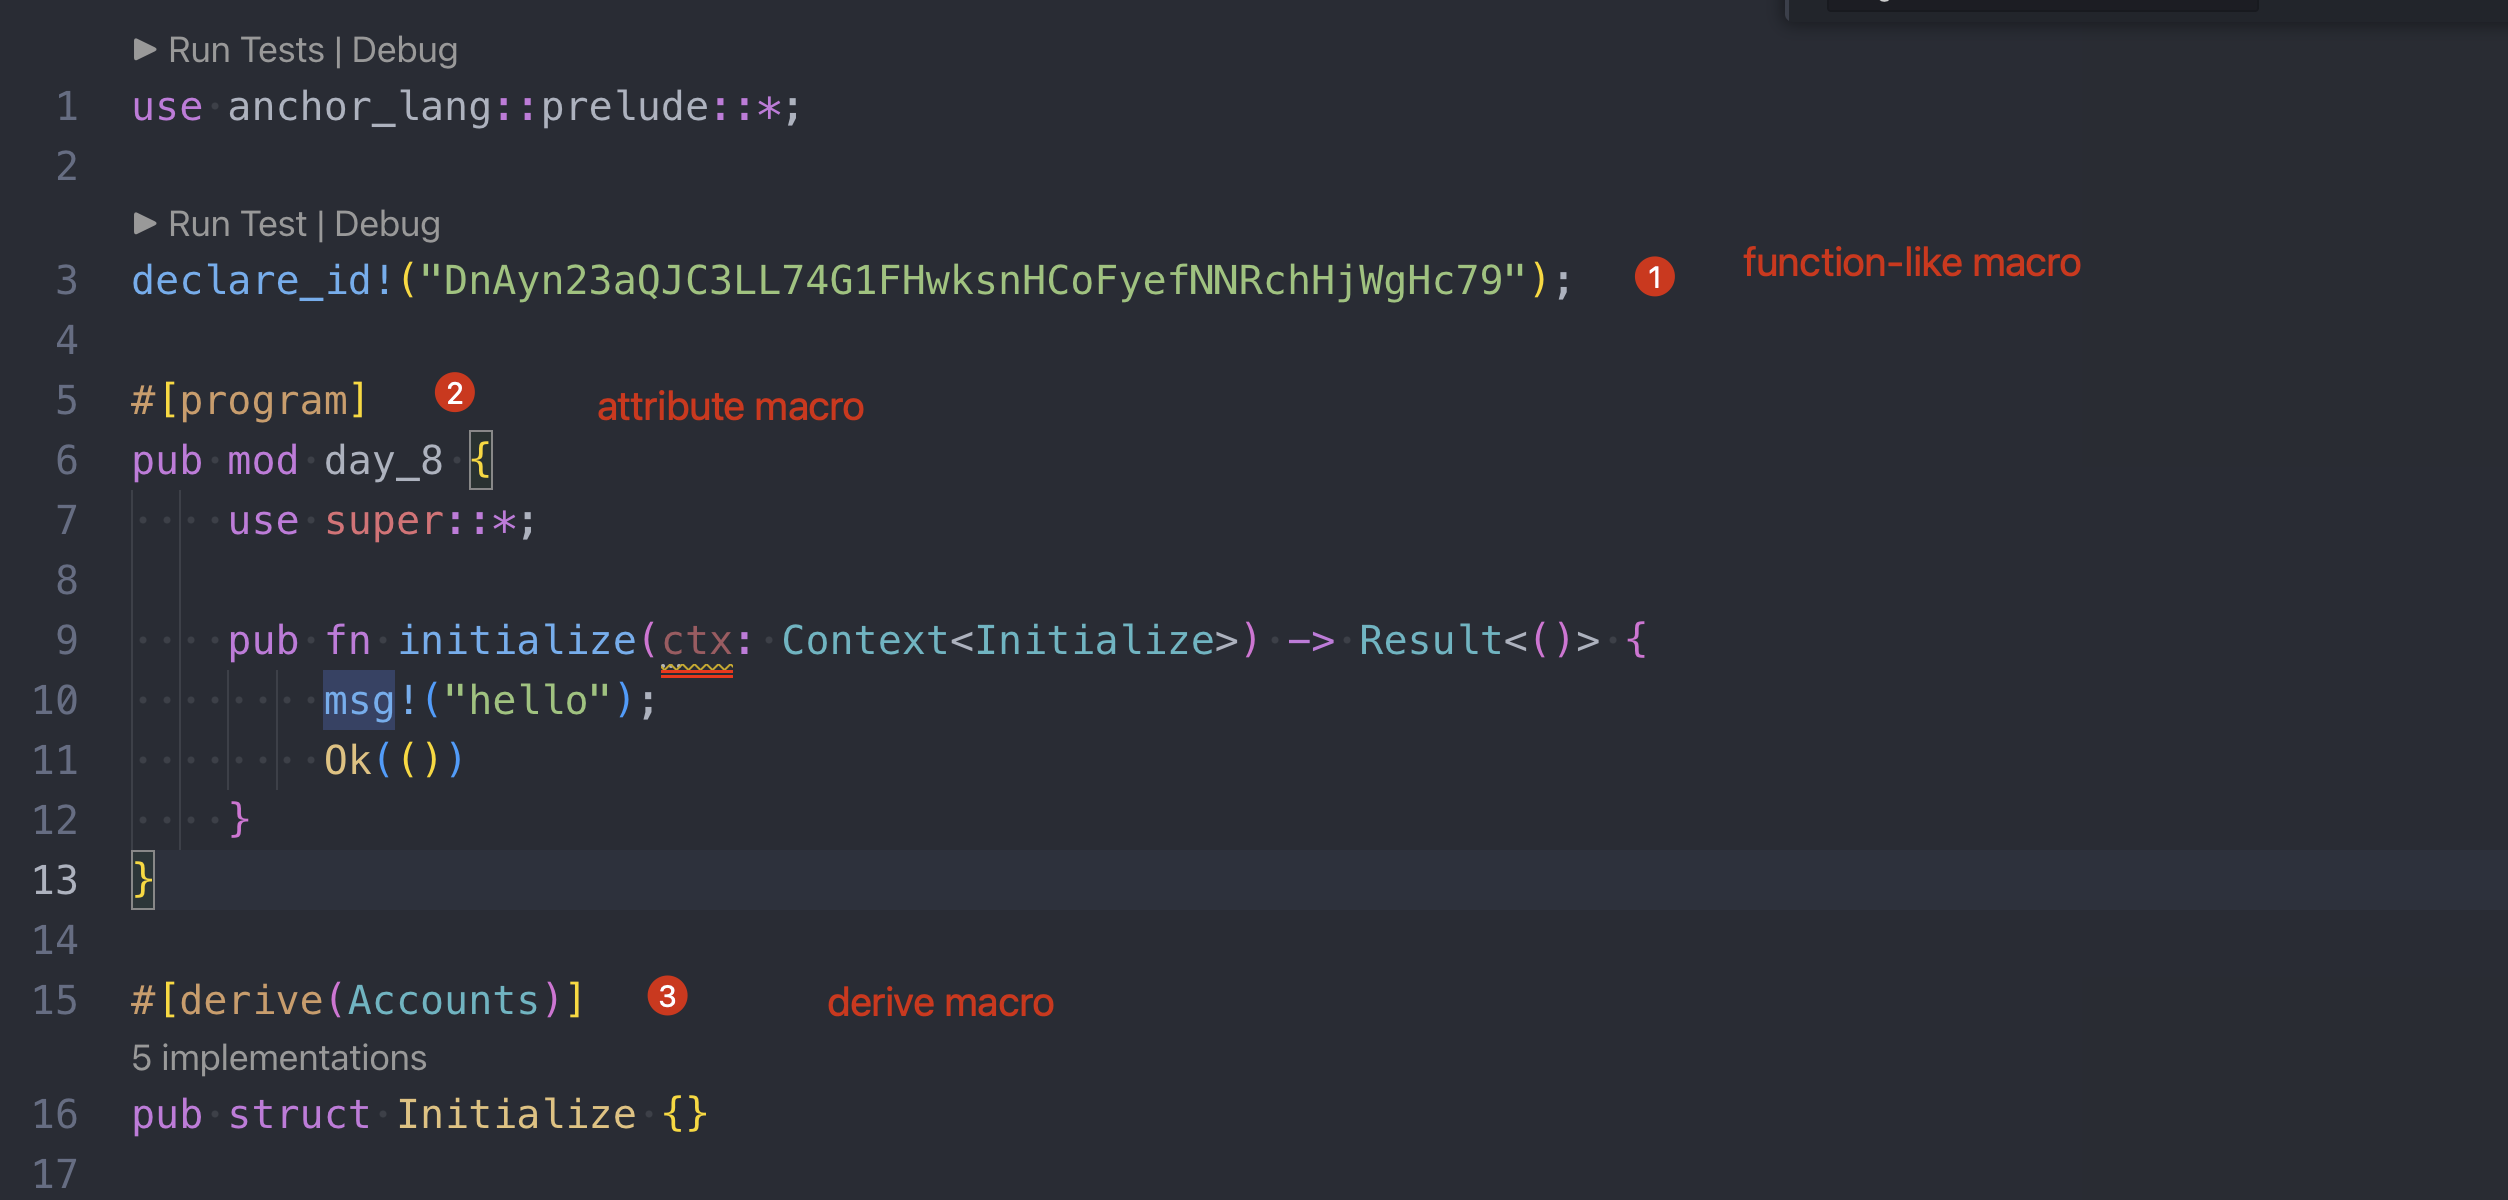 Run Tests | Debug
1 use anchor_lang::prelude::*;
2
Run Test | Debug
3 declare_id!("DnAyn23aQJC3LL74G1FHwksnHCoFyefNNRchHjWgHc79"); 1 function-like macro
4
5 #[program] 2 attribute macro
6 pub mod day_8 {
7     use super::*;
8
9     pub fn initialize(ctx: Context<Initialize>) -> Result<()> {
10         msg!("hello");
11         Ok(())
12     }
13 }
14
15 #[derive(Accounts)] 3 derive macro
5 implementations
16 pub struct Initialize {}
17